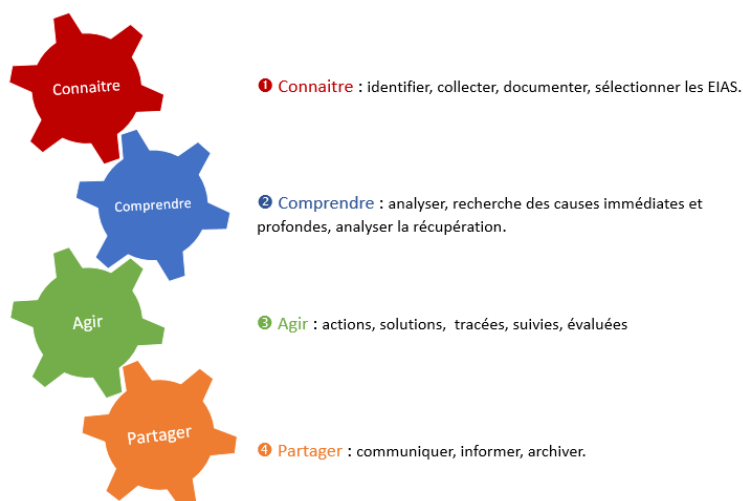 Connaitre
❶ Connaitre : identifier, collecter, documenter, sélectionner les EIAS.
Comprendre
❷ Comprendre : analyser, recherche des causes immédiates et
profondes, analyser la récupération.
Agir
❸ Agir : actions, solutions, tracées, suivies, évaluées
Partager
❹ Partager : communiquer, informer, archiver.